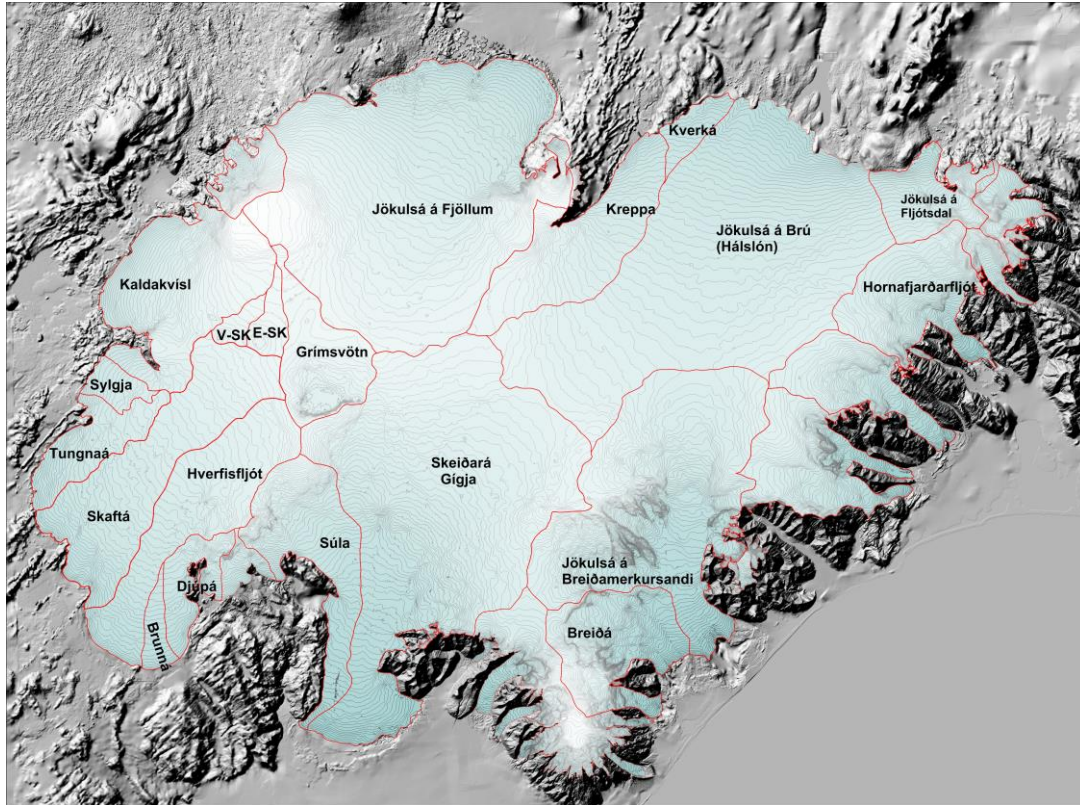 Kverká
Jökulsá á Fjöllum
Kreppa
Jökulsá á
Fljótsdal
Jökulsá á Brú
(Hálslón)
Kaldakvísl
Hornafjarðarfljót
V-SK
E-SK
Grímsvötn
Sylgja
Tungnaá
Hverfisfljót
Skeiðará
Gígja
Skaftá
Súla
Jökulsá á
Breiðamerkursandi
Djúpá
Brunná
Breiðá